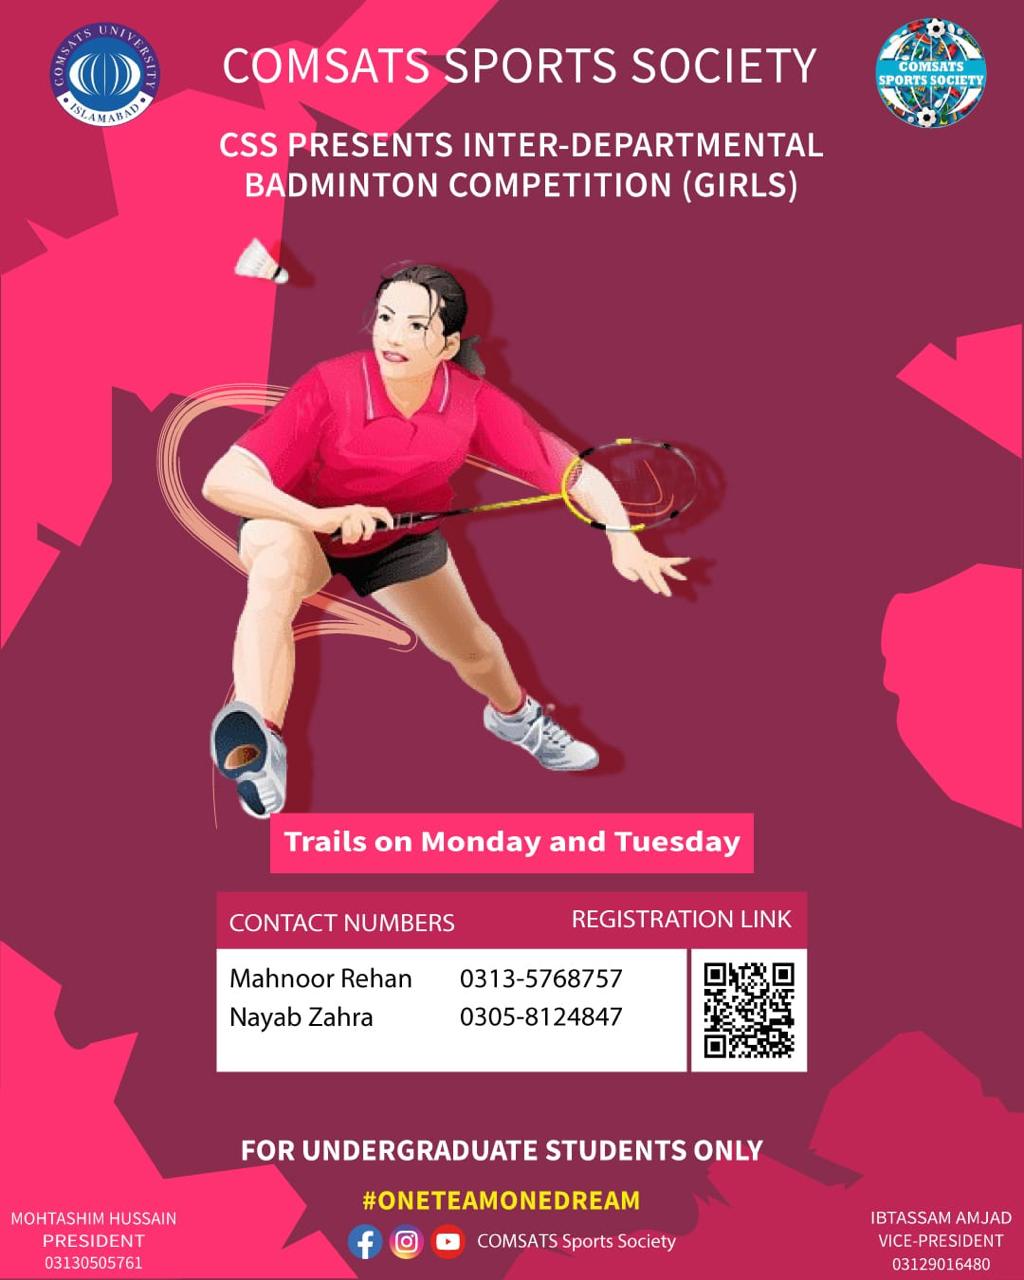 COMSATS UNIVERSITY
ISLAMABAD
COMSATS SPORTS SOCIETY
COMSATS
SPORTS SOCIETY
CSS PRESENTS INTER-DEPARTMENTAL
BADMINTON COMPETITION (GIRLS)
Trails on Monday and Tuesday
CONTACT NUMBERS REGISTRATION LINK
Mahnoor Rehan 0313-5768757
Nayab Zahra 0305-8124847
FOR UNDERGRADUATE STUDENTS ONLY
#ONETEAMONEDREAM
COMSATS Sports Society
MOHTASHIM HUSSAIN
PRESIDENT
03130505761
IBTASSAM AMJAD
VICE-PRESIDENT
03129016480